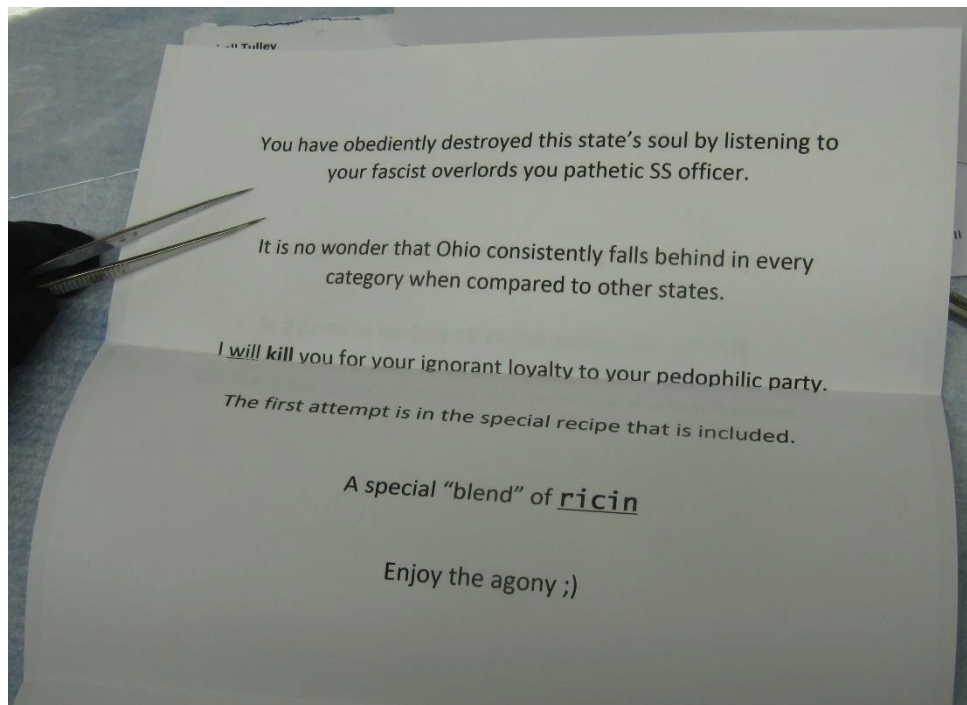 Tulley
You have obediently destroyed this state's soul by listening to
your fascist overlords you pathetic SS officer.
It is no wonder that Ohio consistently falls behind in every
category when compared to other states.
I will kill you for your ignorant loyalty to your pedophilic party.
The first attempt is in the special recipe that is included.
A special "blend" of ricin
Enjoy the agony ;)